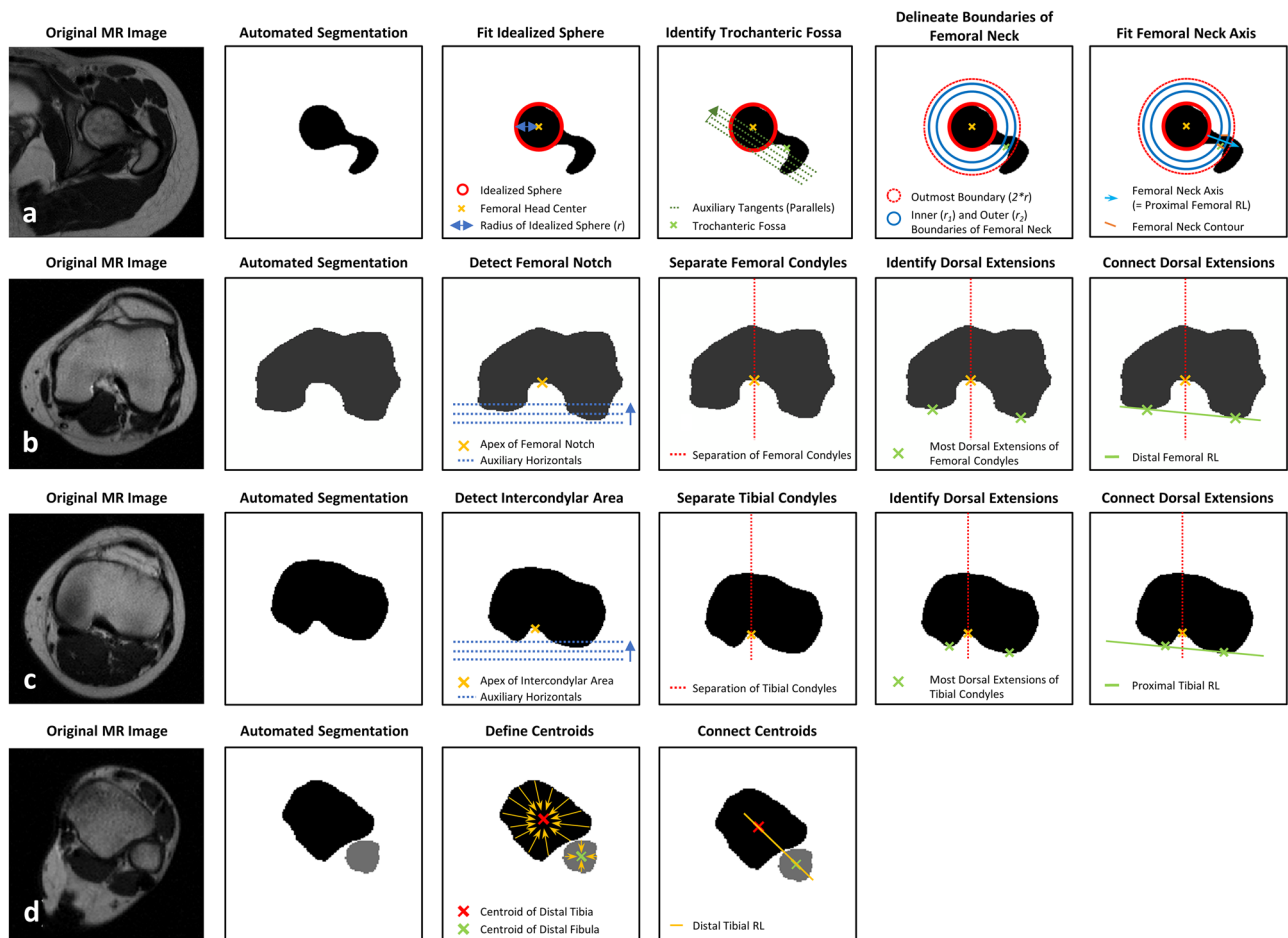 Original MR Image
Automated Segmentation
Fit Idealized Sphere
Identify Trochanteric Fossa
Delineate Boundaries of
Femoral Neck
Fit Femoral Neck Axis
a
Idealized Sphere
Femoral Head Center
Radius of Idealized Sphere (r)
Auxiliary Tangents (Parallels)
Trochanteric Fossa
Outmost Boundary (2*r)
Inner (r₁) and Outer (r₂)
Boundaries of Femoral Neck
Femoral Neck Axis
(= Proximal Femoral RL)
Femoral Neck Contour
Original MR Image
Automated Segmentation
Detect Femoral Notch
Separate Femoral Condyles
Identify Dorsal Extensions
Connect Dorsal Extensions
b
Apex of Femoral Notch
Auxiliary Horizontals
Separation of Femoral Condyles
Most Dorsal Extensions of
Femoral Condyles
Distal Femoral RL
Original MR Image
Automated Segmentation
Detect Intercondylar Area
Separate Tibial Condyles
Identify Dorsal Extensions
Connect Dorsal Extensions
c
Apex of Intercondylar Area
Auxiliary Horizontals
Separation of Tibial Condyles
Most Dorsal Extensions of
Tibial Condyles
Proximal Tibial RL
Original MR Image
Automated Segmentation
Define Centroids
Connect Centroids
d
Centroid of Distal Tibia
Centroid of Distal Fibula
Distal Tibial RL